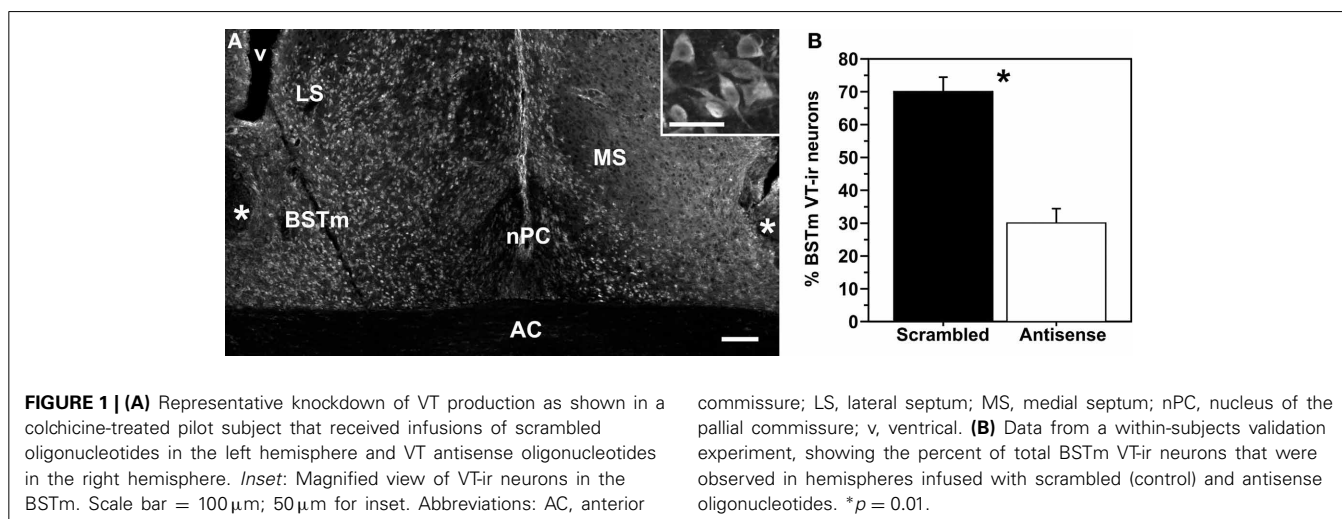 A
v
LS
MS
*
BSTm
nPC
*
AC
B
% BSTm VT-ir neurons
80
70
60
50
40
30
20
10
0
*
Scrambled Antisense
FIGURE 1 | (A) Representative knockdown of VT production as shown in a
colchicine-treated pilot subject that received infusions of scrambled
oligonucleotides in the left hemisphere and VT antisense oligonucleotides
in the right hemisphere. Inset: Magnified view of VT-ir neurons in the
BSTm. Scale bar = 100 μm; 50 μm for inset. Abbreviations: AC, anterior
commissure; LS, lateral septum; MS, medial septum; nPC, nucleus of the
pallial commissure; v, ventrical. (B) Data from a within-subjects validation
experiment, showing the percent of total BSTm VT-ir neurons that were
observed in hemispheres infused with scrambled (control) and antisense
oligonucleotides. *p = 0.01.